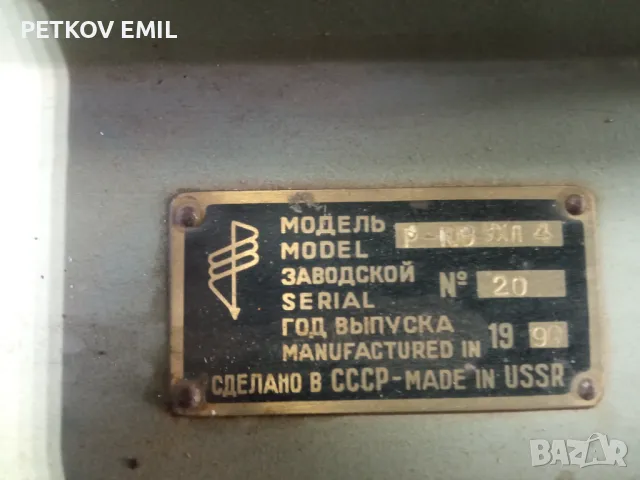 PETKOV EMIL
МОДЕЛЬ
MODEL
ЗАВОДСКОЙ № 20
SERIAL
ГОД ВЫПУСКА 19
MANUFACTURED IN
СДЕЛАНО В СССР-MADE IN USSR
BAZAR